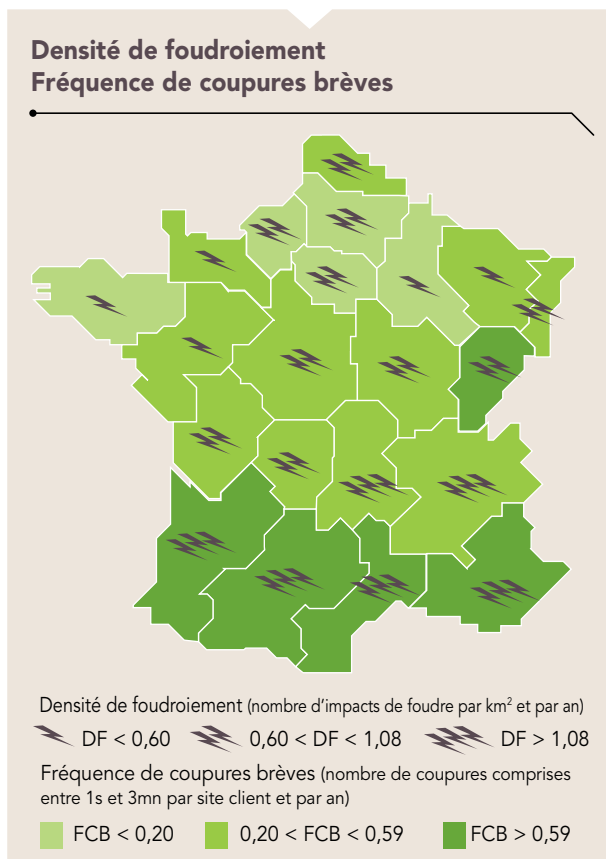 Densité de foudroiement
Fréquence de coupures brèves
Densité de foudroiement (nombre d'impacts de foudre par km² et par an)
DF < 0,60 0,60 < DF < 1,08 DF > 1,08
Fréquence de coupures brèves (nombre de coupures comprises
entre 1s et 3mn par site client et par an)
FCB < 0,20 0,20 < FCB < 0,59 FCB > 0,59